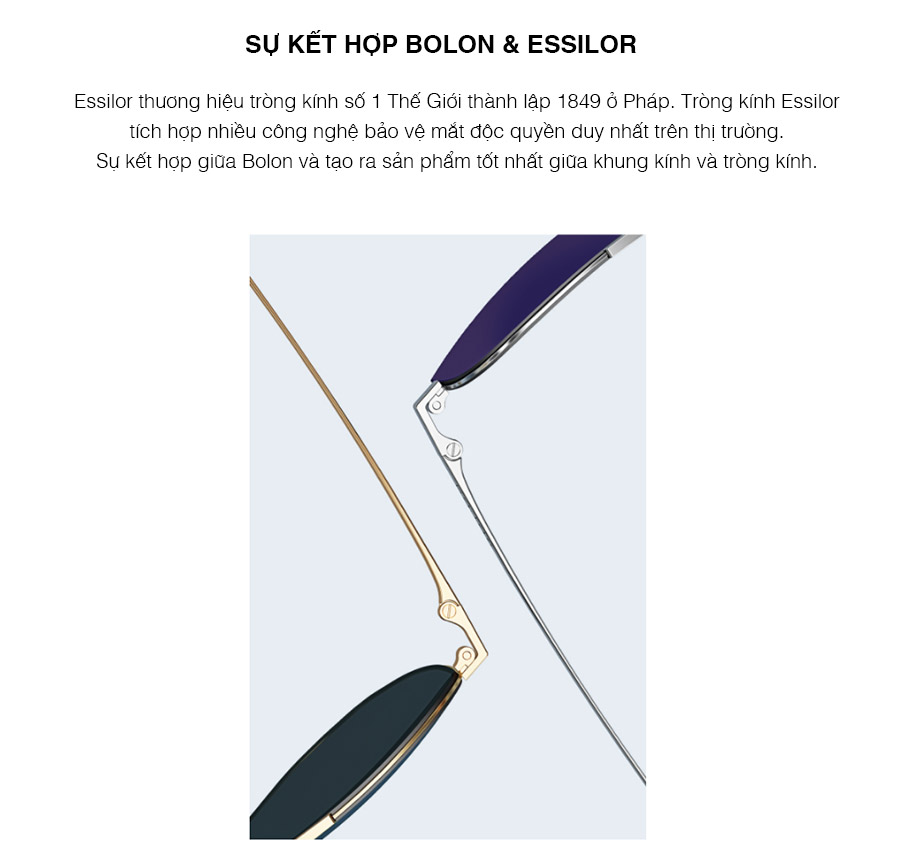 SỰ KẾT HỢP BOLON & ESSILOR
Essilor thương hiệu tròng kính số 1 Thế Giới thành lập 1849 ở Pháp. Tròng kính Essilor
tích hợp nhiều công nghệ bảo vệ mắt độc quyền duy nhất trên thị trường.
Sự kết hợp giữa Bolon và tạo ra sản phẩm tốt nhất giữa khung kính và tròng kính.